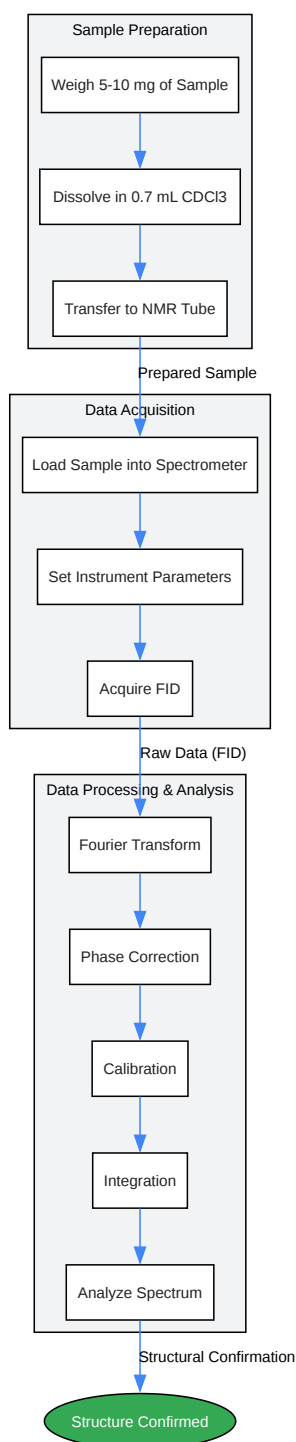 Sample Preparation
Weigh 5-10 mg of Sample
Dissolve in 0.7 mL CDCl3
Transfer to NMR Tube
Prepared Sample
Data Acquisition
Load Sample into Spectrometer
Set Instrument Parameters
Acquire FID
Raw Data (FID)
Data Processing & Analysis
Fourier Transform
Phase Correction
Calibration
Integration
Analyze Spectrum
Structural Confirmation
Structure Confirmed